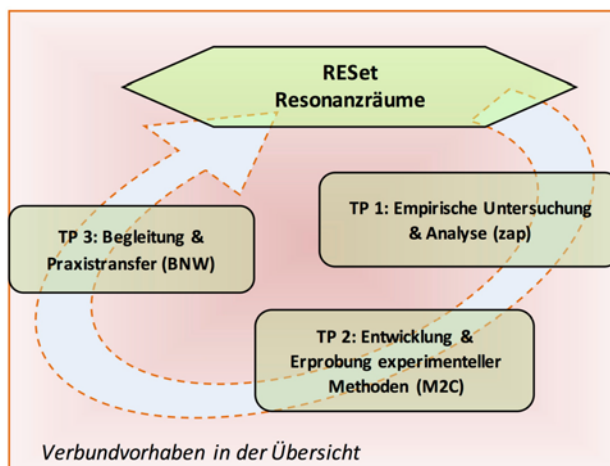 RESet
Resonanzräume
TP 1: Empirische Untersuchung
& Analyse (zap)
TP 3: Begleitung &
Praxistransfer (BNW)
TP 2: Entwicklung &
Erprobung experimenteller
Methoden (M2C)
Verbundvorhaben in der Übersicht